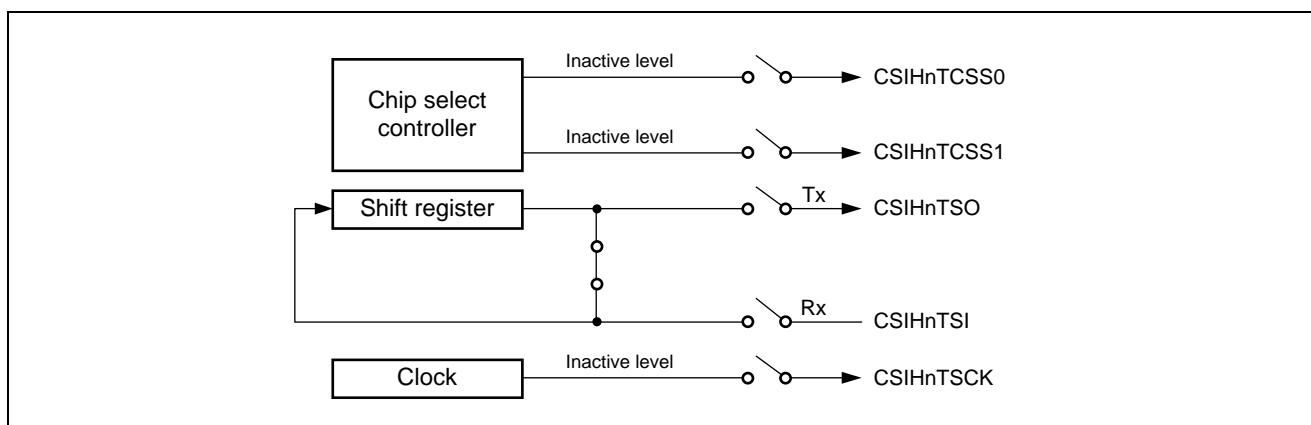 Chip select
controller
Inactive level
CSIHnTCSS0
Inactive level
CSIHnTCSS1
Shift register
Tx
CSIHnTSO
Rx
CSIHnTSI
Clock
Inactive level
CSIHnTSCK